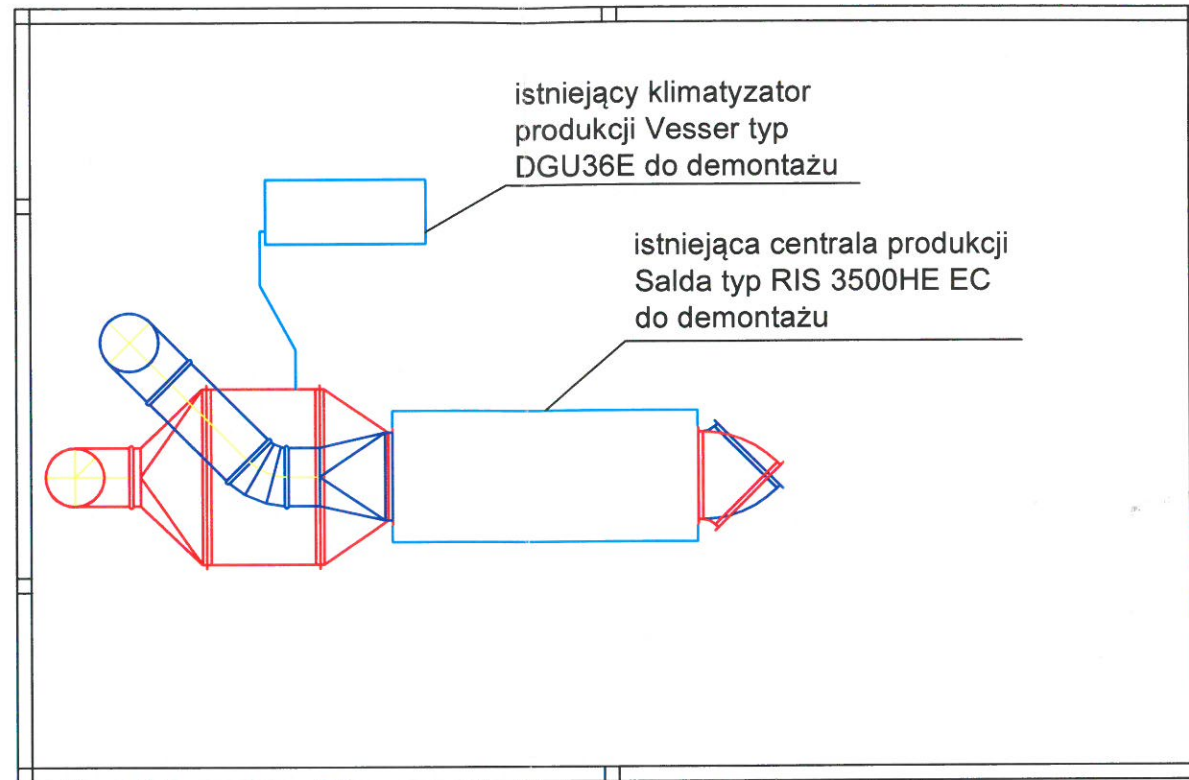 istniejący klimatyzator
produkcji Vesser typ
DGU36E do demontażu
istniejąca centrala produkcji
Salda typ RIS 3500HE EC
do demontażu